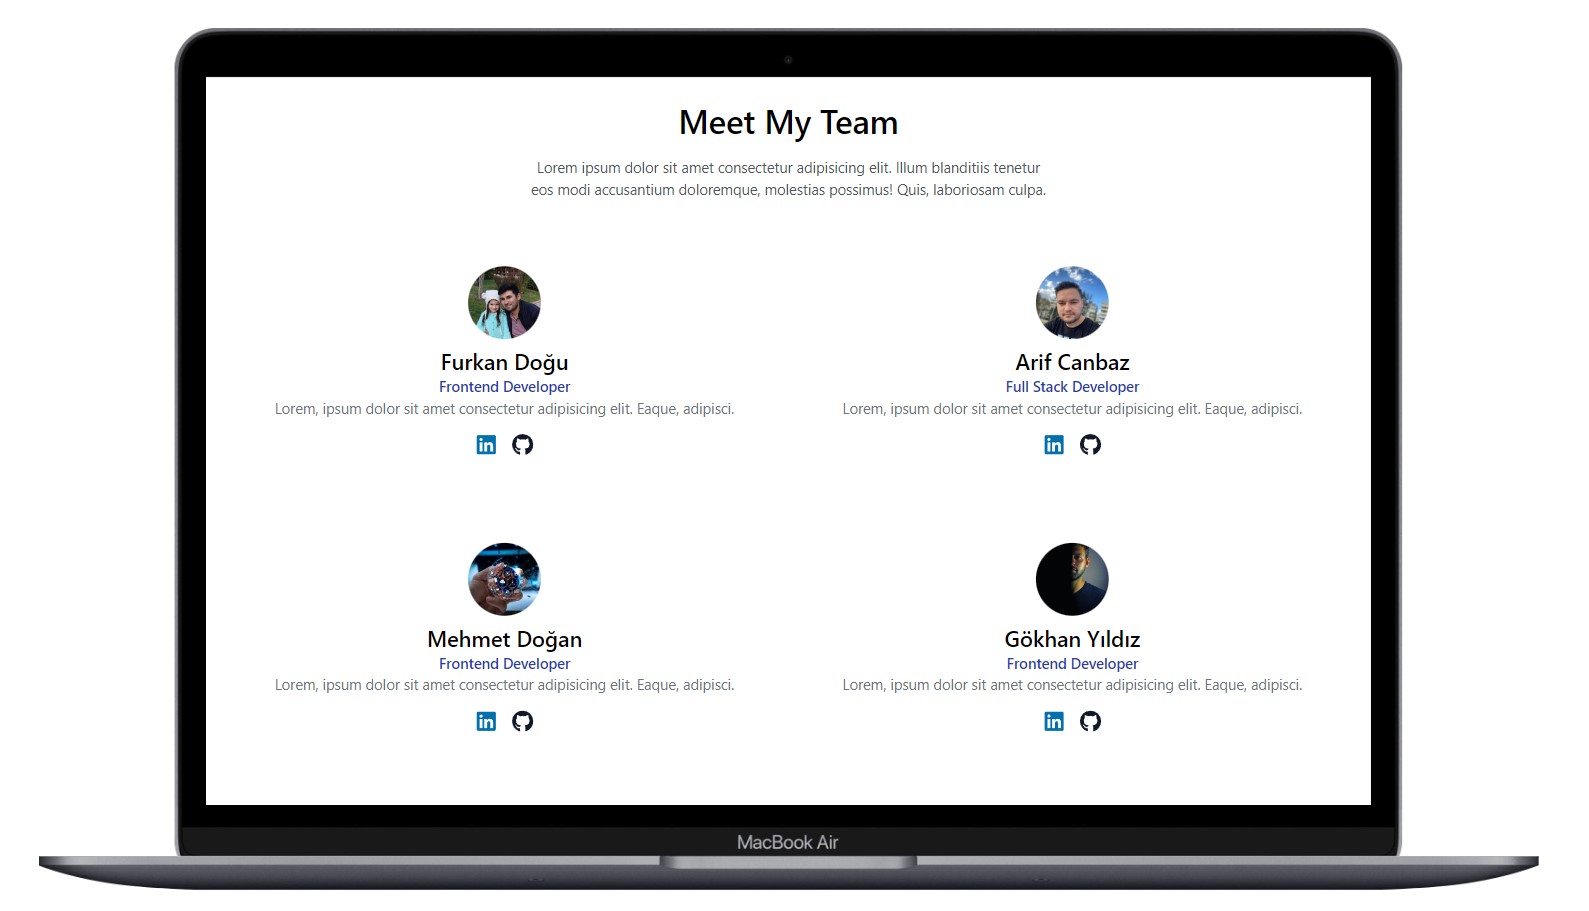 Meet My Team
Lorem ipsum dolor sit amet consectetur adipisicing elit. Illum blanditiis tenetur
eos modi accusantium doloremque, molestias possimus! Quis, laboriosam culpa.
Furkan Doğu
Frontend Developer
Lorem, ipsum dolor sit amet consectetur adipisicing elit. Eaque, adipisci.
in
Arif Canbaz
Full Stack Developer
Lorem, ipsum dolor sit amet consectetur adipisicing elit. Eaque, adipisci.
in
Mehmet Doğan
Frontend Developer
Lorem, ipsum dolor sit amet consectetur adipisicing elit. Eaque, adipisci.
in
Gökhan Yıldız
Frontend Developer
Lorem, ipsum dolor sit amet consectetur adipisicing elit. Eaque, adipisci.
in
MacBook Air